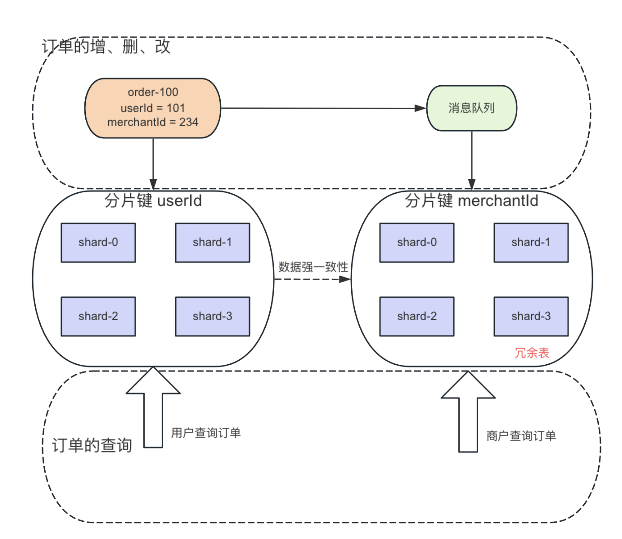 订单的增、删、改
order-100
userId = 101
merchantId = 234
消息队列
分片键 userId
shard-0
shard-1
shard-2
shard-3
数据强一致性
分片键 merchantId
shard-0
shard-1
shard-2
shard-3
冗余表
订单的查询
用户查询订单
商户查询订单